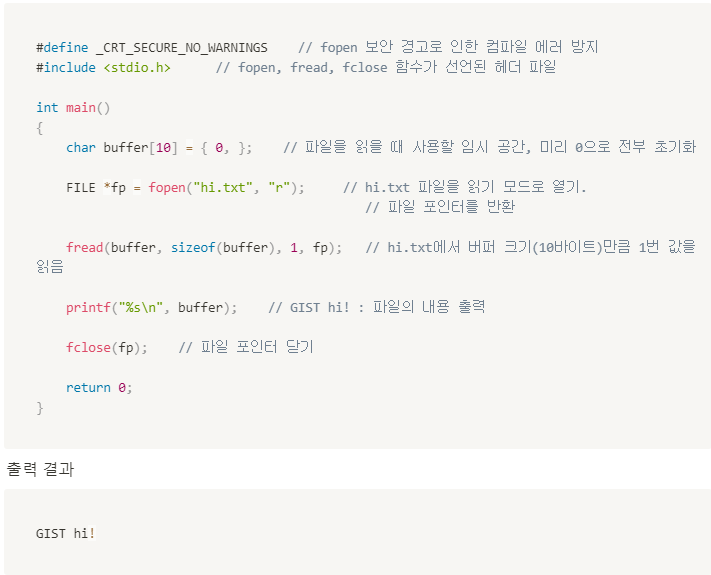 #define _CRT_SECURE_NO_WARNINGS    // fopen 보안 경고로 인한 컴파일 에러 방지
#include <stdio.h>      // fopen, fread, fclose 함수가 선언된 헤더 파일
int main()
{
    char buffer[10] = { 0, };    // 파일을 읽을 때 사용할 임시 공간, 미리 0으로 전부 초기화
    FILE *fp = fopen("hi.txt", "r");     // hi.txt 파일을 읽기 모드로 열기.
                                            // 파일 포인터를 반환
    fread(buffer, sizeof(buffer), 1, fp);   // hi.txt에서 버퍼 크기(10바이트)만큼 1번 값을
읽음
    printf("%s\n", buffer);    // GIST hi! : 파일의 내용 출력
    fclose(fp);    // 파일 포인터 닫기
    return 0;
}
출력 결과
GIST hi!